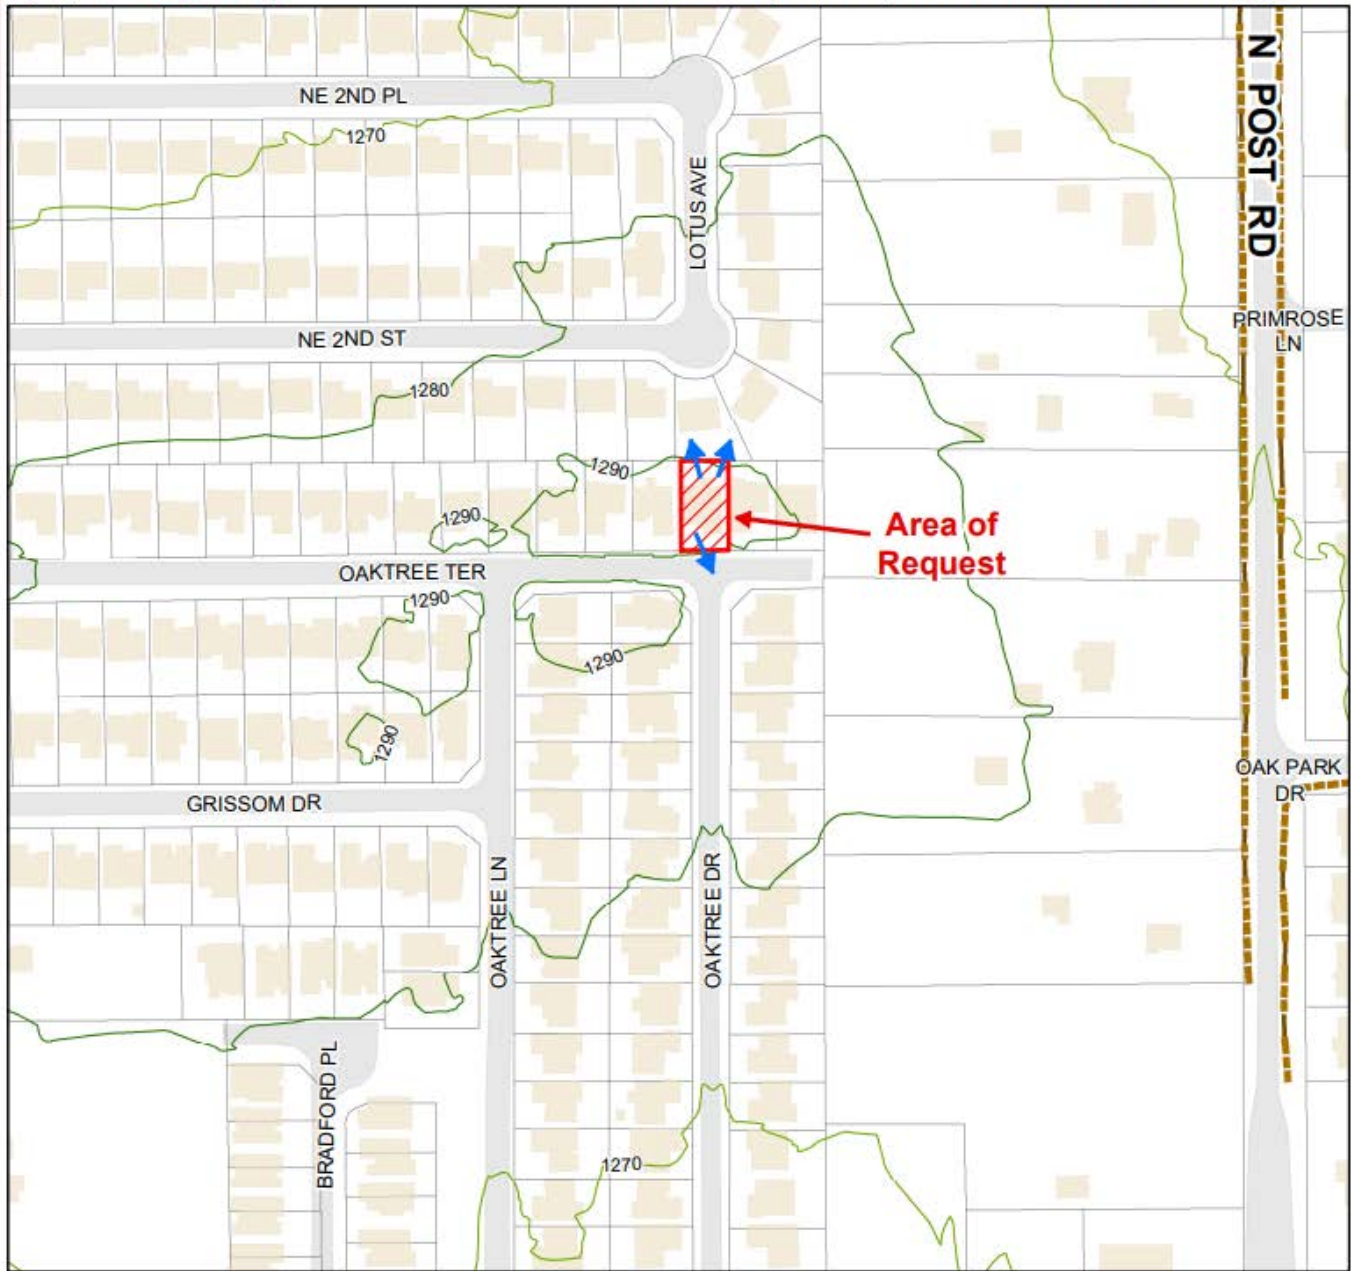 NE 2ND PL
1270
LOTUS AVE
N POST RD
NE 2ND ST
PRIMROSE
LN
1280
1290
1290
Area of
Request
OAKTREE TER
1290
1290
1290
OAK PARK
DR
GRISSOM DR
OAKTREE LN
OAKTREE DR
BRADFORD PL
1270